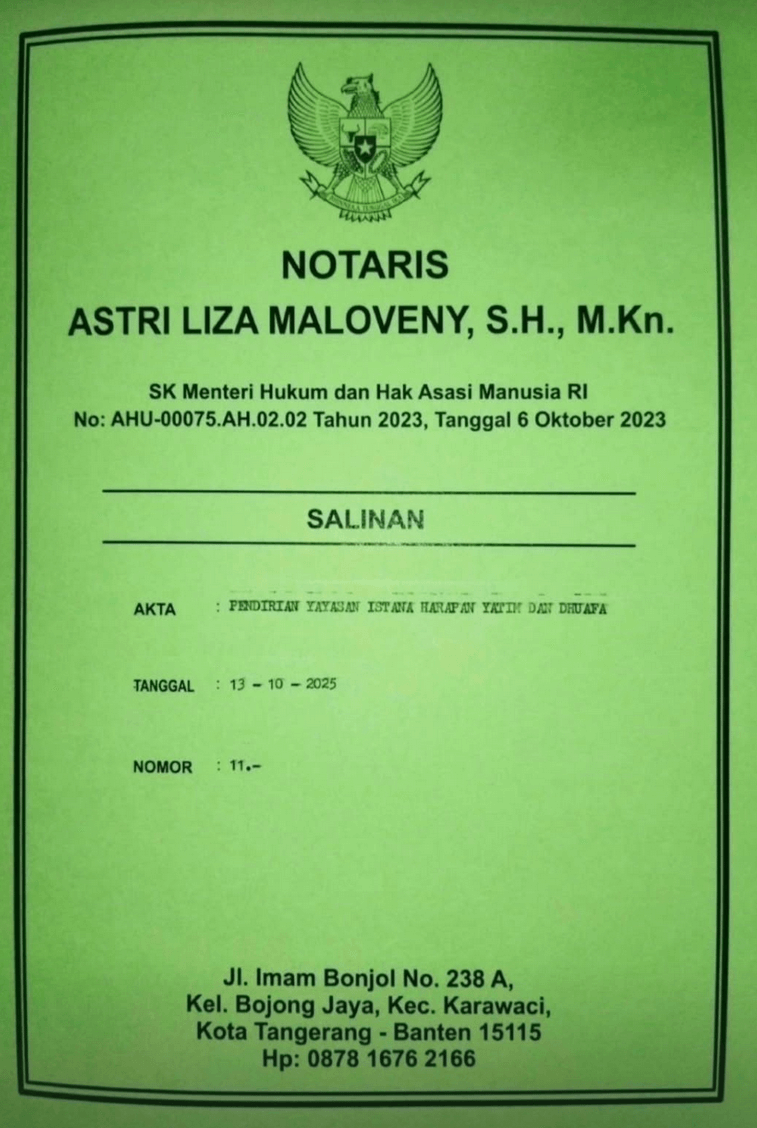 NOTARIS
ASTRI LIZA MALOVENY, S.H., M.Kn.
SK Menteri Hukum dan Hak Asasi Manusia RI
No: AHU-00075.AH.02.02 Tahun 2023, Tanggal 6 Oktober 2023
SALINAN
AKTA : PENDIRIAN YAYASAN ISTANA HARAPAN YATIM DAN DHUAFA
TANGGAL : 13 - 10 - 2025
NOMOR : 11.-
Jl. Imam Bonjol No. 238 A,
Kel. Bojong Jaya, Kec. Karawaci,
Kota Tangerang - Banten 15115
Hp: 0878 1676 2166